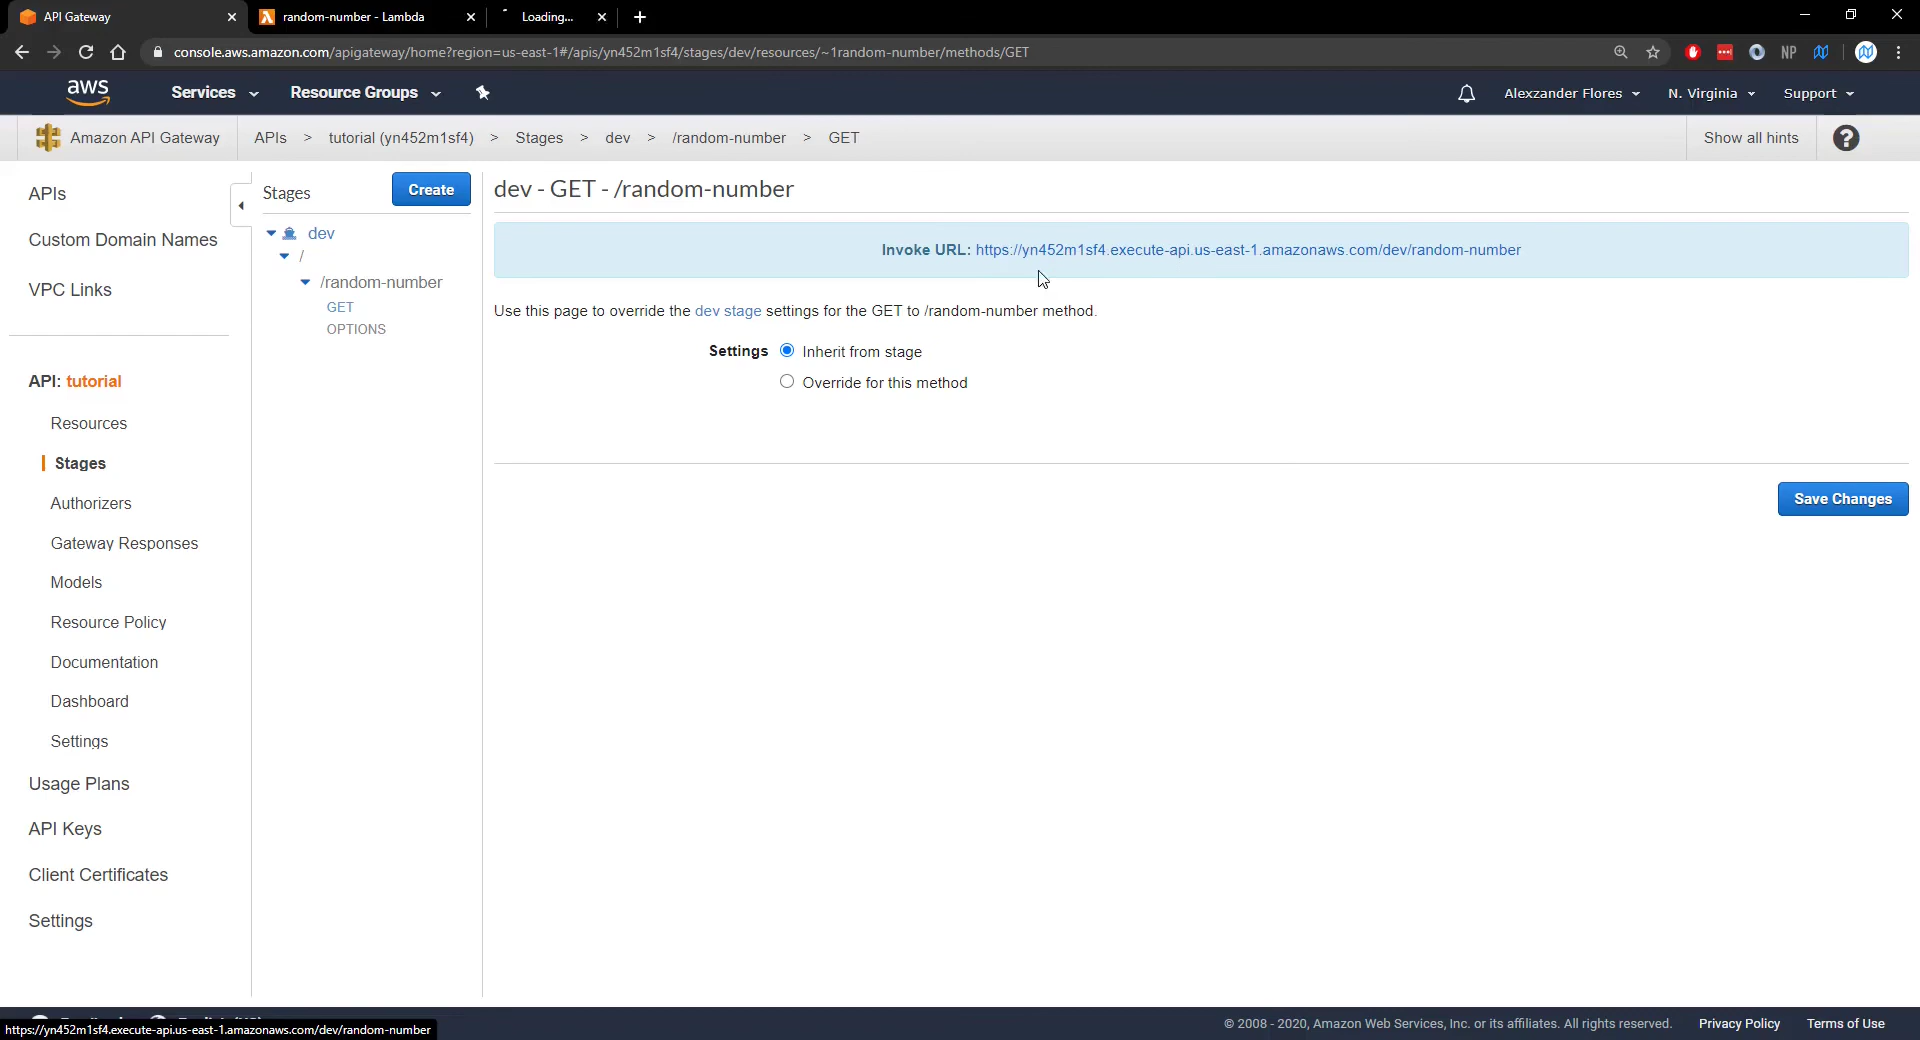 API Gateway
random-number - Lambda
Loading...
console.aws.amazon.com/apigateway/home?region=us-east-1#/apis/yn452m1sf4/stages/dev/resources/~1random-number/methods/GET
NP
aws
Services
Resource Groups
Alexzander Flores
N. Virginia
Support
Amazon API Gateway
APIs > tutorial (yn452m1sf4) > Stages > dev > /random-number > GET
Show all hints
?
APIs
Custom Domain Names
VPC Links
API: tutorial
Resources
Stages
Authorizers
Gateway Responses
Models
Resource Policy
Documentation
Dashboard
Settings
Usage Plans
API Keys
Client Certificates
Settings
Stages
Create
dev
/
/random-number
GET
OPTIONS
dev - GET - /random-number
Invoke URL: https://yn452m1sf4.execute-api.us-east-1.amazonaws.com/dev/random-number
Use this page to override the dev stage settings for the GET to /random-number method.
Settings
Inherit from stage
Override for this method
Save Changes
https://yn452m1sf4.execute-api.us-east-1.amazonaws.com/dev/random-number
© 2008 - 2020, Amazon Web Services, Inc. or its affiliates. All rights reserved.
Privacy Policy
Terms of Use